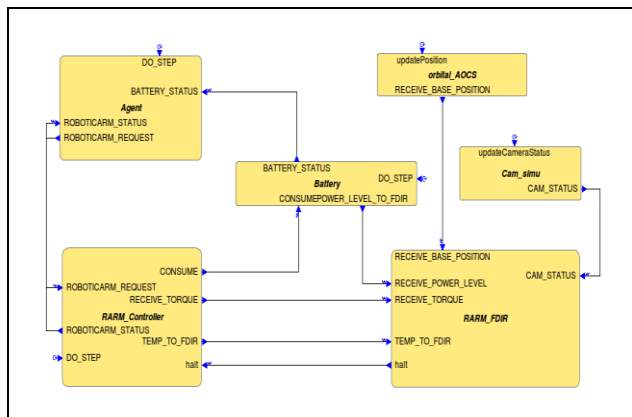 DO_STEP
BATTERY_STATUS
Agent
ROBOTICARM_STATUS
ROBOTICARM_REQUEST
updatePosition
orbital_AOCS
RECEIVE_BASE_POSITION
updateCameraStatus
Cam_simu
CAM_STATUS
BATTERY_STATUS
DO_STEP
Battery
CONSUMEPOWER_LEVEL_TO_FDIR
CONSUME
ROBOTICARM_REQUEST
RECEIVE_TORQUE
RARM_Controller
ROBOTICARM_STATUS
TEMP_TO_FDIR
DO_STEP
halt
RECEIVE_BASE_POSITION
CAM_STATUS
RECEIVE_POWER_LEVEL
RECEIVE_TORQUE
RARM_FDIR
TEMP_TO_FDIR
halt